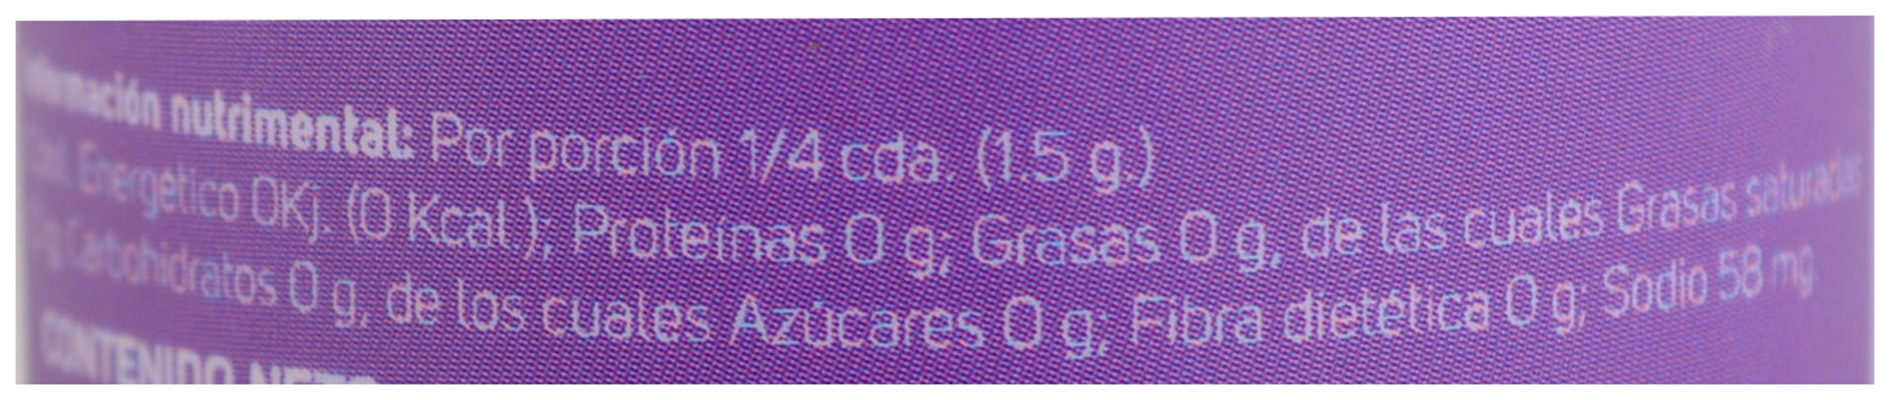 Información nutrimental: Por porción 1/4 cda. (1.5 g.)
Energético 0Kj. (0 Kcal.); Proteínas 0 g; Grasas 0 g, de las cuales Grasas saturadas
g; Carbohidratos 0 g, de los cuales Azúcares 0 g; Fibra dietética 0 g; Sodio 58 mg.
CONTENIDO NETO